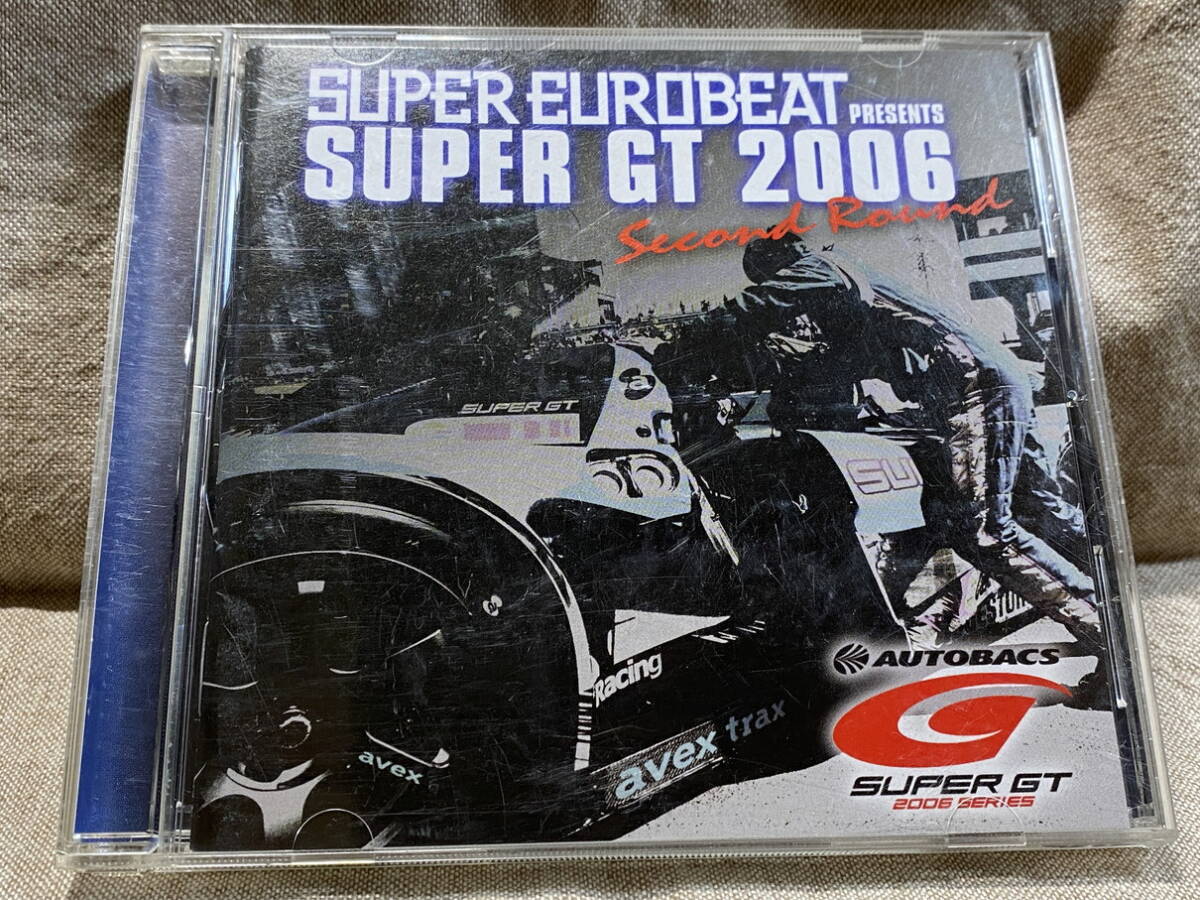 SUPER EUROBEAT PRESENTS
SUPER GT 2006
Second Round
a
SUPER GT
SU
a
Racing
avex
avex trax
AUTOBACS
SUPER GT
2006 SERIES